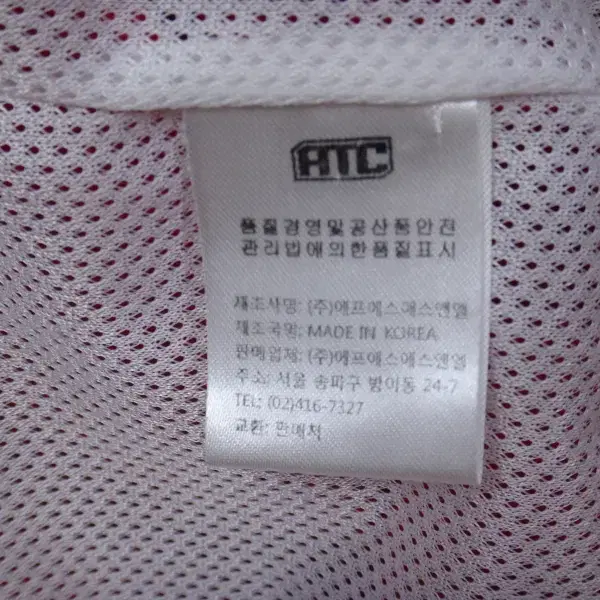 ATC
품질경영및공산품안전
관리법에의한품질표시
제조사명: (주)에프에스에스앤엘
제조국명: MADE IN KOREA
판매업체: (주)에프에스에스앤엘
주소: 서울 송파구 방이동 24-7
TEL: (02)416-7327
교환: 판매처